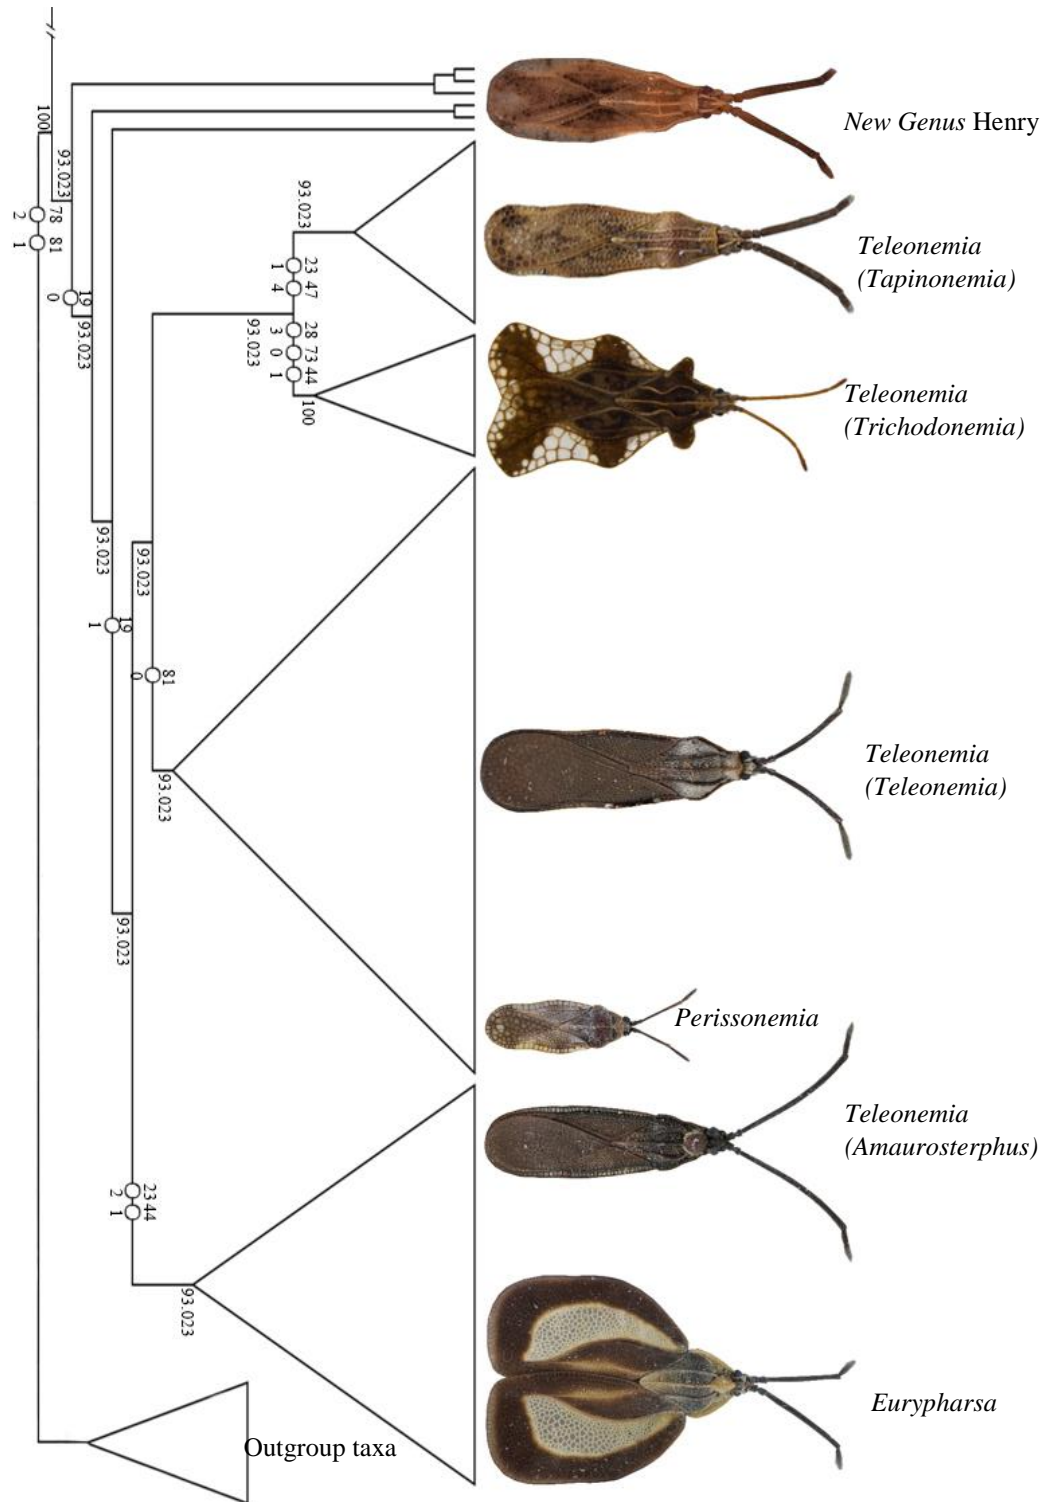 New Genus Henry
Teleonemia
(Tapinonemia)
Teleonemia
(Trichodonemia)
Teleonemia
(Teleonemia)
Perissonemia
Teleonemia
(Amaurosterphus)
Eurypharsa
Outgroup taxa
100
93.023
78 81
2 1
19
0
93.023
93.023
23 47
1 4
28 73 44
3 0 1
93.023
100
93.023
19
1
93.023
81
0
93.023
93.023
23 44
2 1
93.023